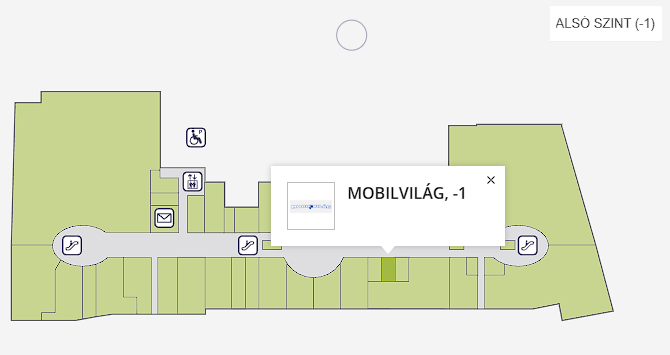 ALSÓ SZINT (-1)
P
MOBILVILÁG, -1
×